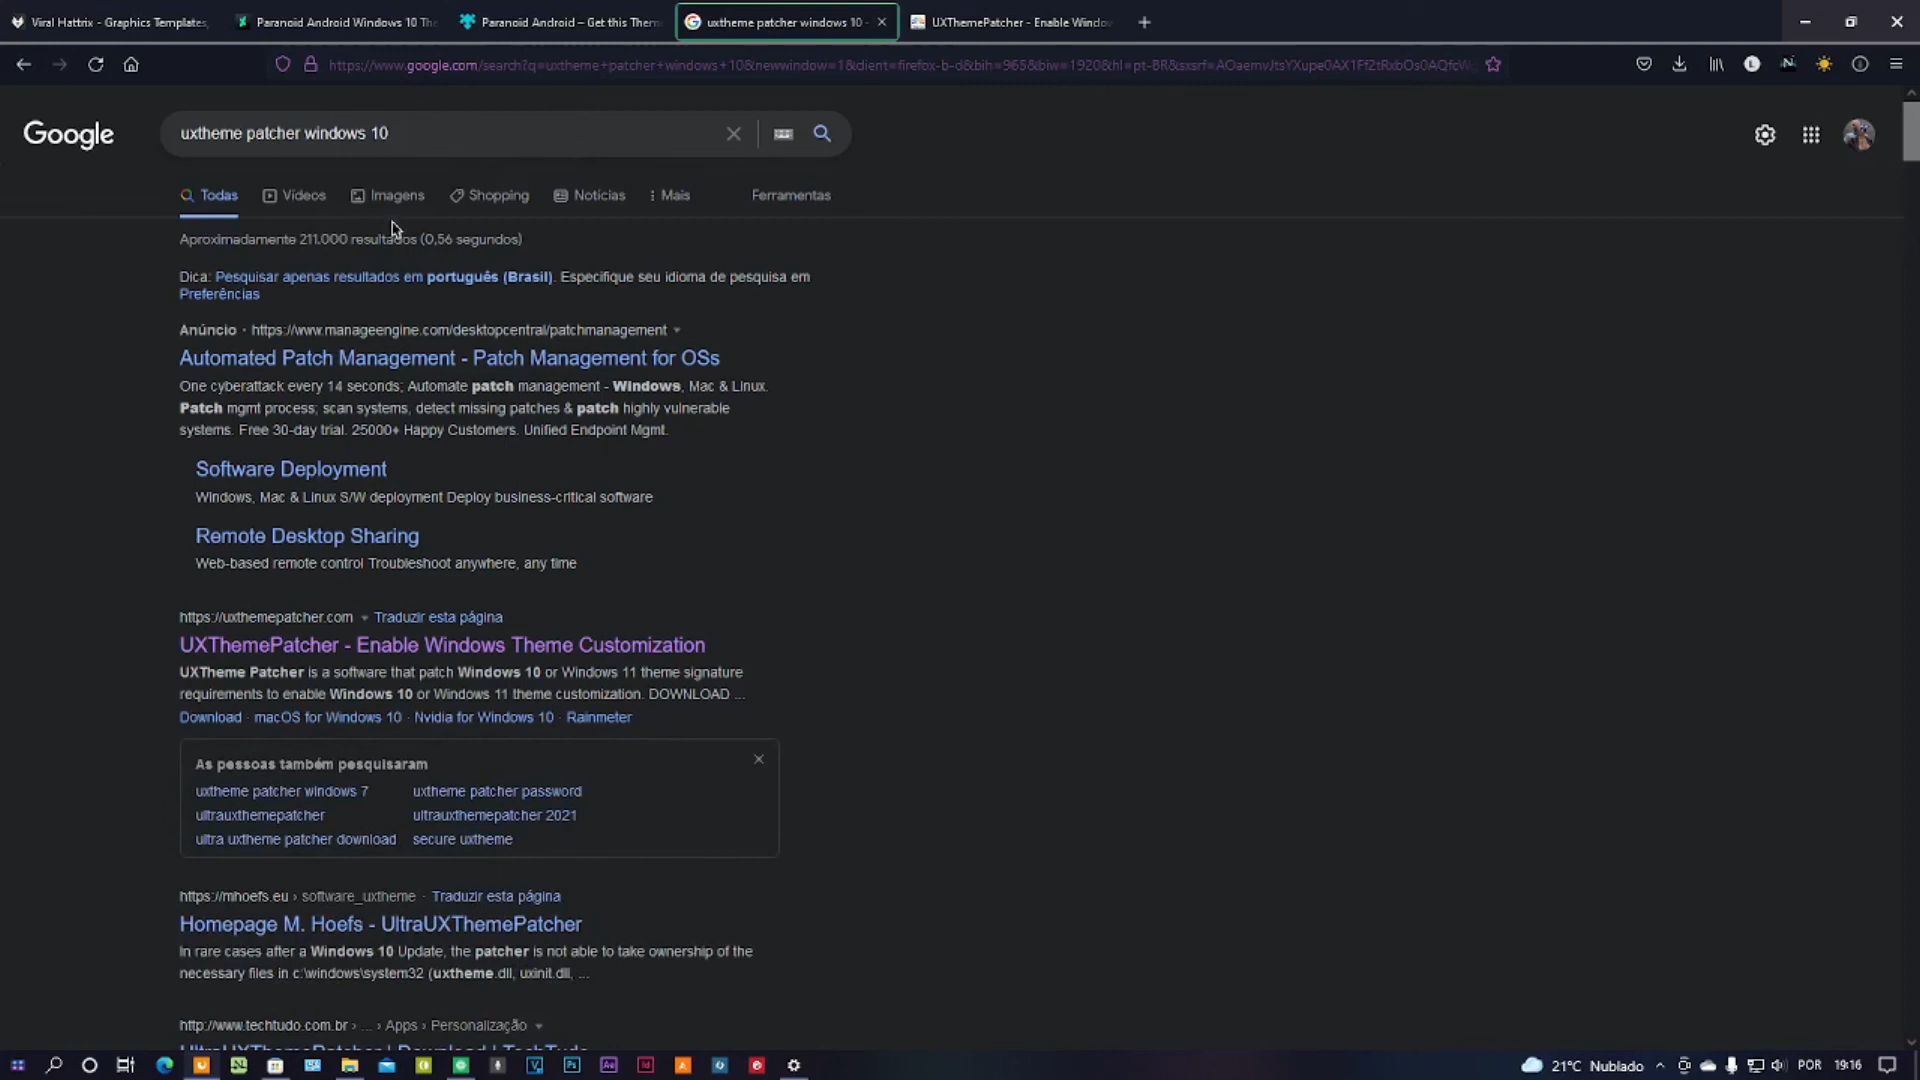 Viral Hattrix - Graphics Templates,
Paranoid Android Windows 10 The
Paranoid Android – Get this Them
uxtheme patcher windows 10 -
UXThemePatcher - Enable Windo
Google
uxtheme patcher windows 10
Todas
Vídeos
Imagens
Shopping
Notícias
Mais
Ferramentas
Aproximadamente 211.000 resultados (0,56 segundos)
Dica: Pesquisar apenas resultados em português (Brasil). Especifique seu idioma de pesquisa em
Preferências
Anúncio · https://www.manageengine.com/desktopcentral/patchmanagement
Automated Patch Management - Patch Management for OSs
One cyberattack every 14 seconds; Automate patch management - Windows, Mac & Linux.
Patch mgmt process; scan systems, detect missing patches & patch highly vulnerable
systems. Free 30-day trial. 25000+ Happy Customers. Unified Endpoint Mgmt.
Software Deployment
Windows, Mac & Linux S/W deployment Deploy business-critical software
Remote Desktop Sharing
Web-based remote control Troubleshoot anywhere, any time
https://uxthemepatcher.com
Traduzir esta página
UXThemePatcher - Enable Windows Theme Customization
UXTheme Patcher is a software that patch Windows 10 or Windows 11 theme signature
requirements to enable Windows 10 or Windows 11 theme customization. DOWNLOAD ...
Download · macOS for Windows 10 · Nvidia for Windows 10 · Rainmeter
As pessoas também pesquisaram
uxtheme patcher windows 7
uxtheme patcher password
ultrauxthemepatcher
ultrauxthemepatcher 2021
ultra uxtheme patcher download
secure uxtheme
https://mhoefs.eu › software_uxtheme · Traduzir esta página
Homepage M. Hoefs - UltraUXThemePatcher
In rare cases after a Windows 10 Update, the patcher is not able to take ownership of the
necessary files in c:\windows\system32 (uxtheme.dll, uxinit.dll, ...
http://www.techtudo.com.br › ... › Apps › Personalização
UltraUXThemePatcher | Download | TechTudo
21°C Nublado
POR
19:16